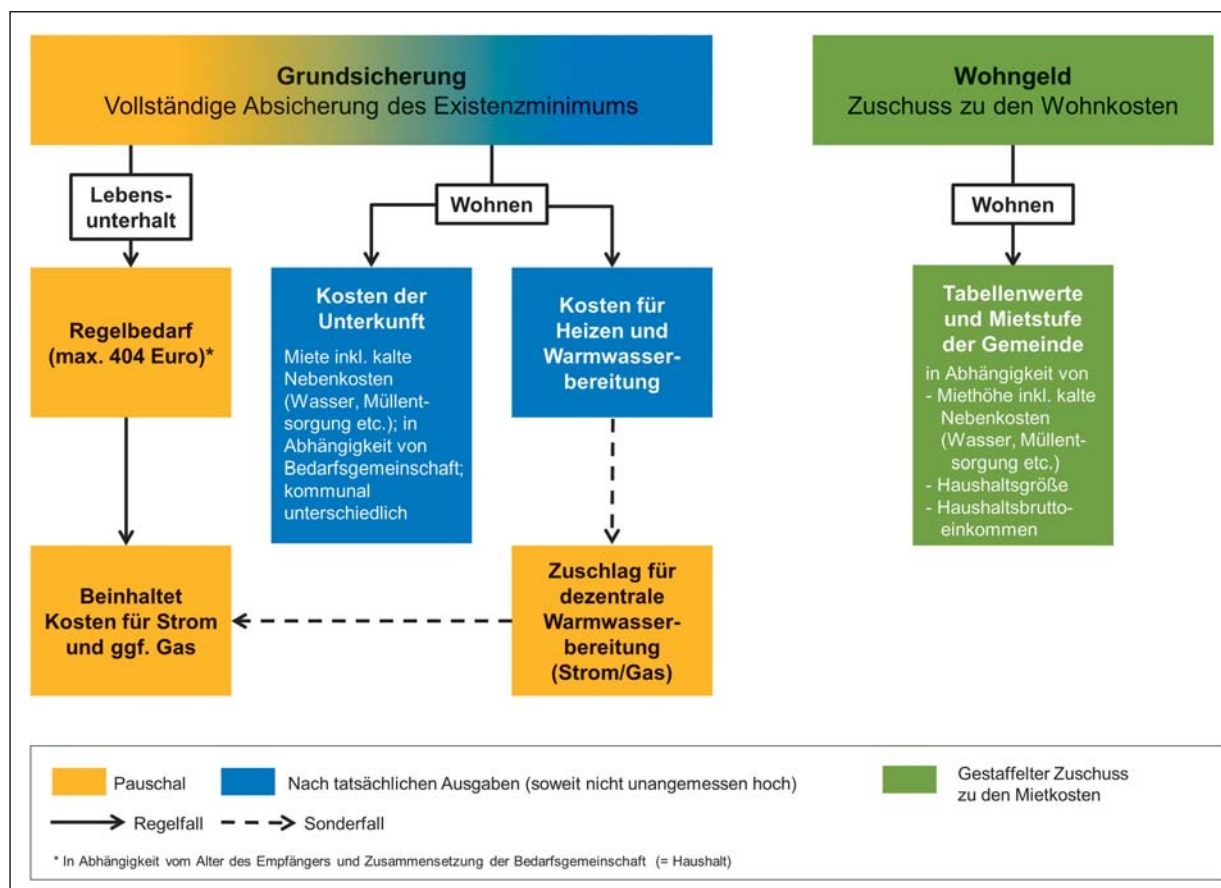 Grundsicherung
Vollständige Absicherung des Existenzminimums
Wohngeld
Zuschuss zu den Wohnkosten
Lebens-
unterhalt
Wohnen
Wohnen
Regelbedarf
(max. 404 Euro)*
Kosten der
Unterkunft
Miete inkl. kalte
Nebenkosten
(Wasser, Müllent-
sorgung etc.); in
Abhängigkeit von
Bedarfsgemeinschaft;
kommunal
unterschiedlich
Kosten für
Heizen und
Warmwasser-
bereitung
Tabellenwerte
und Mietstufe
der Gemeinde
in Abhängigkeit von
- Miethöhe inkl. kalte
Nebenkosten
(Wasser, Müllent-
sorgung etc.)
- Haushaltsgröße
- Haushaltsbrutto-
einkommen
Beinhaltet
Kosten für Strom
und ggf. Gas
Zuschlag für
dezentrale
Warmwasser-
bereitung
(Strom/Gas)
Pauschal
Nach tatsächlichen Ausgaben (soweit nicht unangemessen hoch)
Gestaffelter Zuschuss
zu den Mietkosten
Regelfall
Sonderfall
* In Abhängigkeit vom Alter des Empfängers und Zusammensetzung der Bedarfsgemeinschaft (= Haushalt)